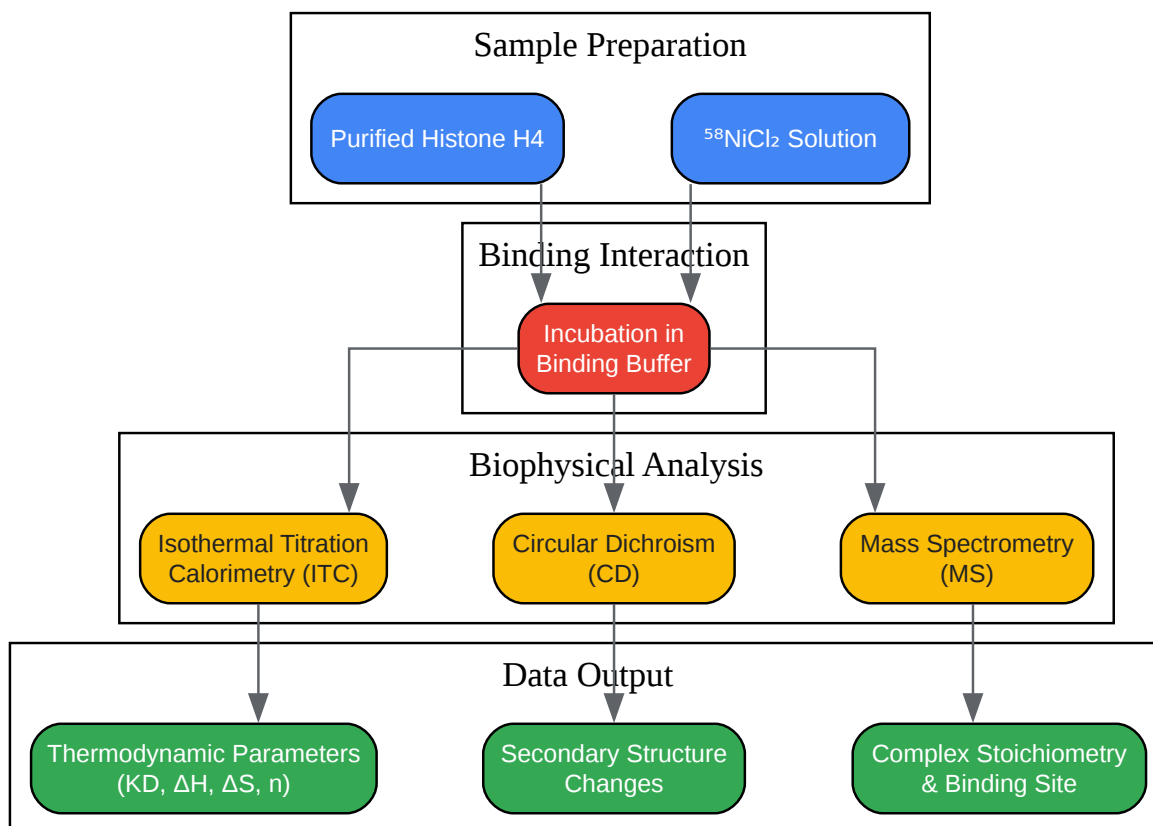 Sample Preparation
Purified Histone H4
⁵⁸NiCl₂ Solution
Binding Interaction
Incubation in
Binding Buffer
Biophysical Analysis
Isothermal Titration
Calorimetry (ITC)
Circular Dichroism
(CD)
Mass Spectrometry
(MS)
Data Output
Thermodynamic Parameters
(KD, ΔH, ΔS, n)
Secondary Structure
Changes
Complex Stoichiometry
& Binding Site